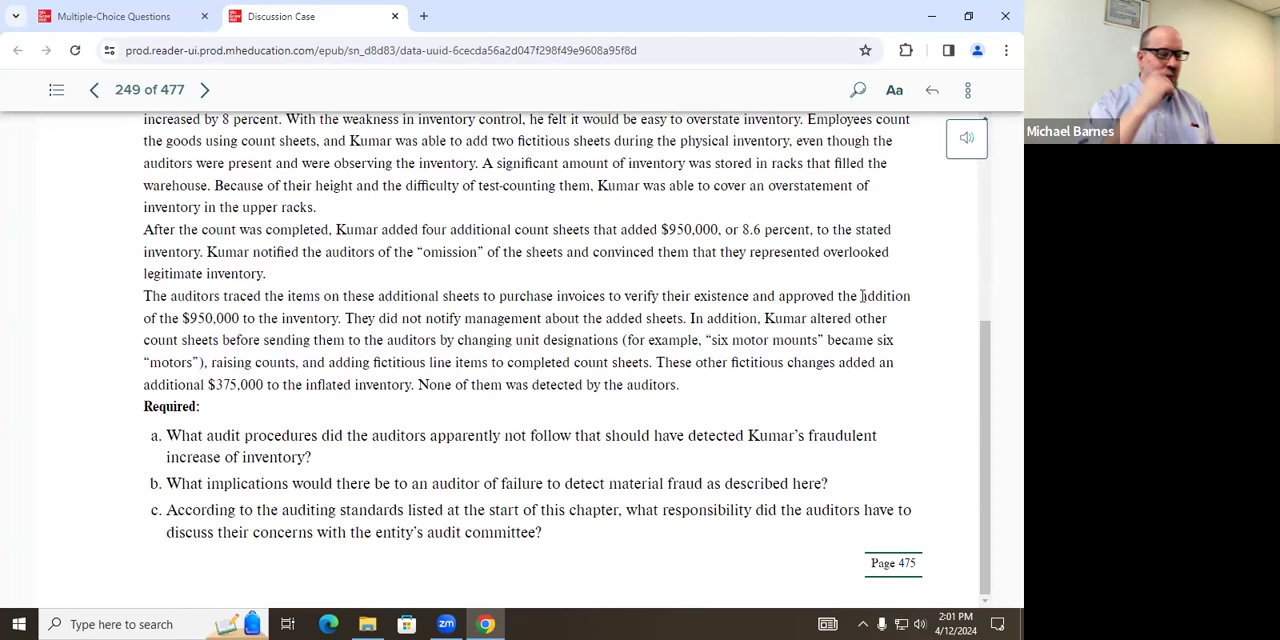 Multiple-Choice Questions
Discussion Case
prod.reader-ui.prod.mheducation.com/epub/sn_d8d83/data-uuid-6cecda56a2d047f298f49e9608a95f8d
249 of 477
Aa
increased by 8 percent. With the weakness in inventory control, he felt it would be easy to overstate inventory. Employees count
the goods using count sheets, and Kumar was able to add two fictitious sheets during the physical inventory, even though the
auditors were present and were observing the inventory. A significant amount of inventory was stored in racks that filled the
warehouse. Because of their height and the difficulty of test-counting them, Kumar was able to cover an overstatement of
inventory in the upper racks.
After the count was completed, Kumar added four additional count sheets that added $950,000, or 8.6 percent, to the stated
inventory. Kumar notified the auditors of the “omission” of the sheets and convinced them that they represented overlooked
legitimate inventory.
The auditors traced the items on these additional sheets to purchase invoices to verify their existence and approved the addition
of the $950,000 to the inventory. They did not notify management about the added sheets. In addition, Kumar altered other
count sheets before sending them to the auditors by changing unit designations (for example, “six motor mounts” became six
“motors”), raising counts, and adding fictitious line items to completed count sheets. These other fictitious changes added an
additional $375,000 to the inflated inventory. None of them was detected by the auditors.
Required:
a. What audit procedures did the auditors apparently not follow that should have detected Kumar’s fraudulent
increase of inventory?
b. What implications would there be to an auditor of failure to detect material fraud as described here?
c. According to the auditing standards listed at the start of this chapter, what responsibility did the auditors have to
discuss their concerns with the entity’s audit committee?
Page 475
Michael Barnes
Type here to search
zm
2:01 PM
4/12/2024